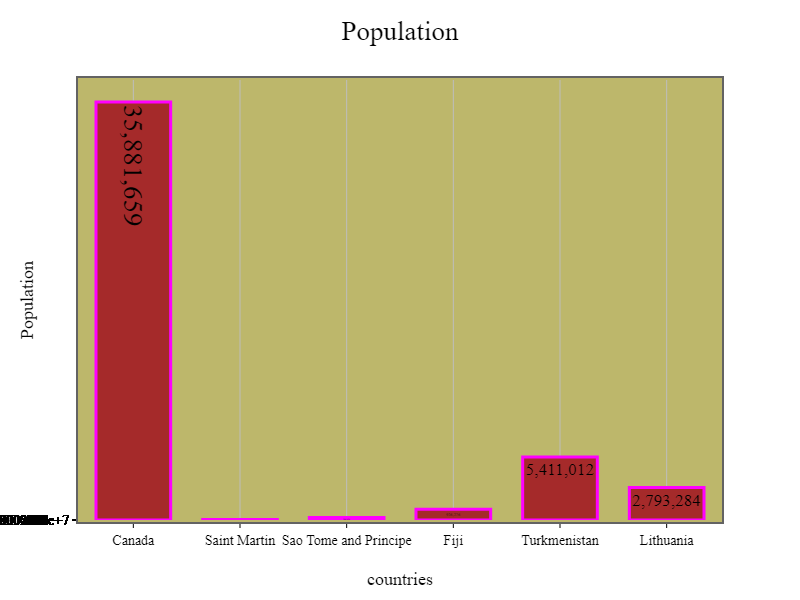 Population
35,881,659
5,411,012
2,793,284
Population
Canada
Saint Martin
Sao Tome and Principe
Fiji
Turkmenistan
Lithuania
countries